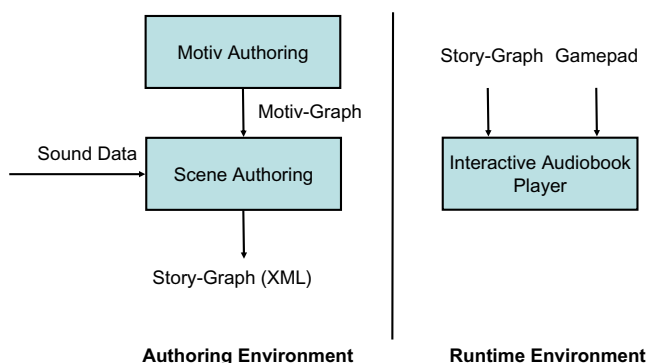 Motiv Authoring
Motiv-Graph
Sound Data
Scene Authoring
Story-Graph (XML)
Authoring Environment
Story-Graph Gamepad
Interactive Audiobook
Player
Runtime Environment